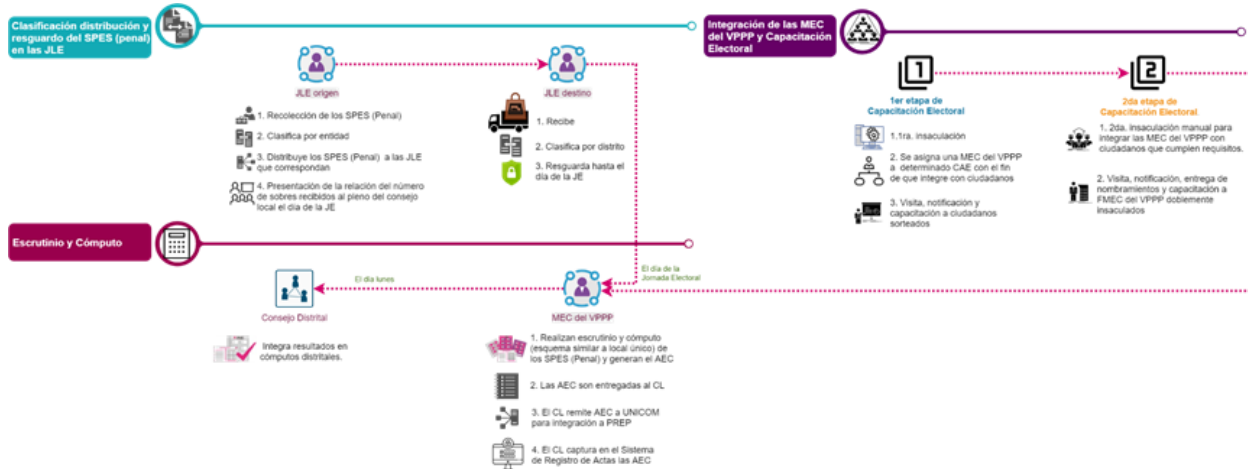 Clasificación distribución y
resguardo del SPES (penal)
en las JLE
JLE origen
1. Recolección de los SPES (Penal)
2. Clasifica por entidad
3. Distribuye los SPES (Penal) a las JLE
que correspondan
4. Presentación de la relación del número
de sobres recibidos al pleno del consejo
local el día de la JE
JLE destino
1. Recibe
2. Clasifica por distrito
3. Resguarda hasta el
día de la JE
Integración de las MEC
del VPPP y Capacitación
Electoral
1
1er etapa de
Capacitación Electoral
1.1ra. insaculación
2. Se asigna una MEC del VPPP
a determinado CAE con el fin
de que integre con ciudadanos
3. Visita, notificación y
capacitación a ciudadanos
sorteados
2
2da etapa de
Capacitación Electoral
1. 2da. insaculación manual para
integrar las MEC del VPPP con
ciudadanos que cumplen requisitos.
2. Visita, notificación, entrega de
nombramientos y capacitación a
FMEC del VPPP doblemente
insaculados
Escrutinio y Cómputo
El día de la
Jornada Electoral
El día lunes
Consejo Distrital
Integra resultados en
cómputos distritales.
MEC del VPPP
1. Realizan escrutinio y cómputo
(esquema similar a local único) de
los SPES (Penal) y generan el AEC
2. Las AEC son entregadas al CL
3. El CL remite AEC a UNICOM
para integración a PREP
4. El CL captura en el Sistema
de Registro de Actas las AEC